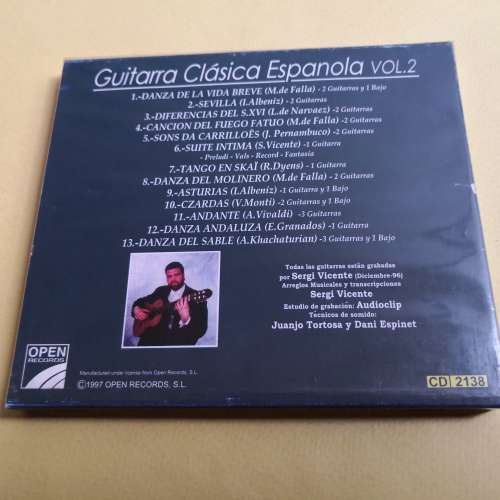 Guitarra Clásica Espanola VOL.2
1.-DANZA DE LA VIDA BREVE (M.de Falla) -2 Guitarras y 1 Bajo
2.-SEVILLA (I.Albeníz) -2 Guitarras
3.-DIFERENCIAS DEL S.XVI (L.de Narvaez) -2 Guitarras
4.-CANCION DEL FUEGO FATUO (M.de Falla) -2 Guitarras
5.-SONS DA CARRILLOÈS (J. Pernambuco) -2 Guitarras
6.-SUITE INTIMA (S.Vicente) -1 Guitarra
- Preludi - Vals - Record - Fantasia
7.-TANGO EN SKAÏ (R.Dyens) -1 Guitarra
8.-DANZA DEL MOLINERO (M.de Falla) -2 Guitarras
9.-ASTURIAS (I.Albeníz) -1 Guitarra y 1 Bajo
10.-CZARDAS (V.Monti) -2 Guitarras y 1 Bajo
11.-ANDANTE (A.Vivaldi) -3 Guitarras
12.-DANZA ANDALUZA (E.Granados) -1 Guitarra
13.-DANZA DEL SABLE (A.Khachaturian) -3 Guitarras y 1 Bajo
Todas las guitarras están grabadas
por Sergi Vicente (Diciembre-96)
Arreglos Musicales y transcripciones
Sergi Vicente
Estudio de grabación: Audioclip
Técnicos de sonido:
Juanjo Tortosa y Dani Espinet
OPEN
RECORDS
Manufactured under license from Open Records, S.L.
©1997 OPEN RECORDS, S.L.
CD 2138